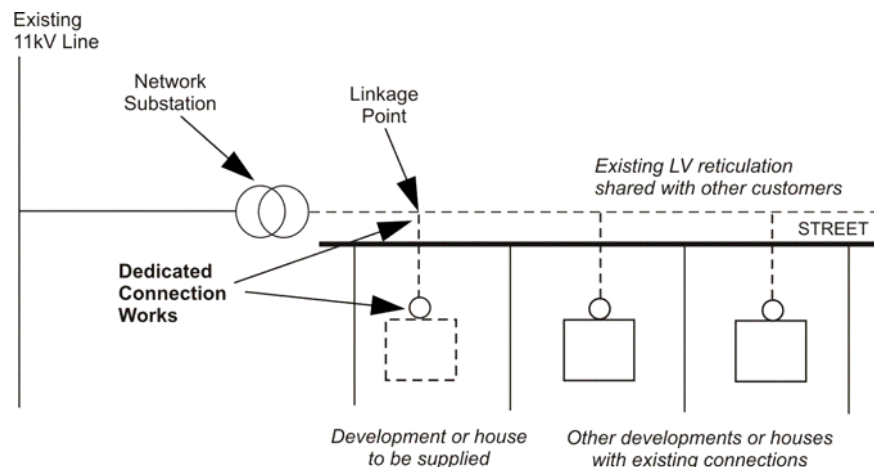 Existing
11kV Line
Network
Substation
Linkage
Point
Existing LV reticulation
shared with other customers
STREET
Dedicated
Connection
Works
Development or house
to be supplied
Other developments or houses
with existing connections